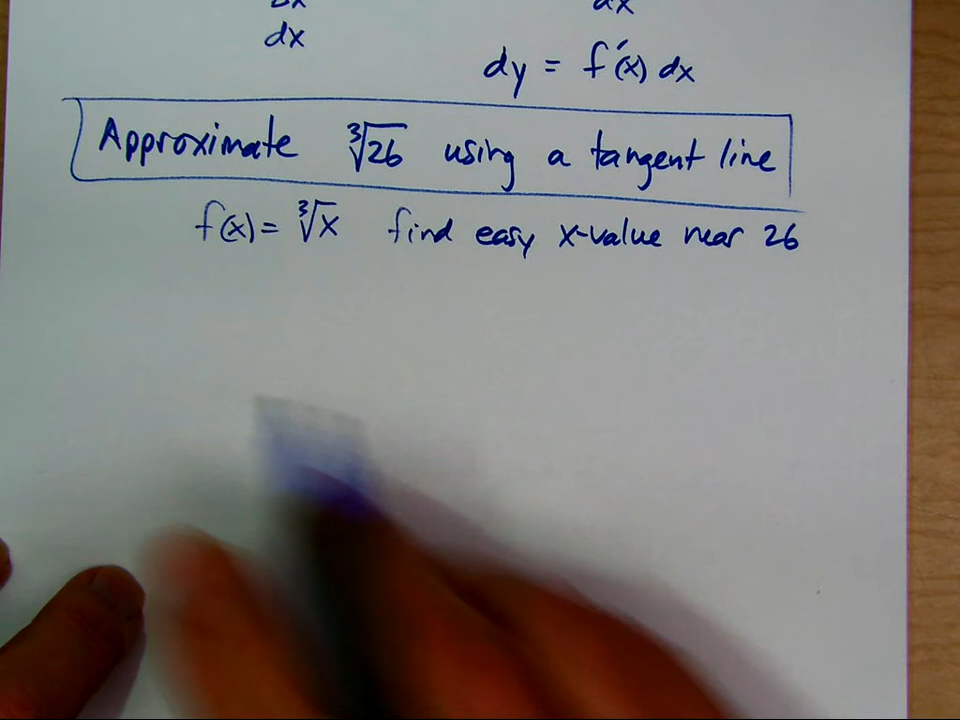 dx
dy = f'(x) dx
Approximate ∛26 using a tangent line
f(x) = ∛x find easy x-value near 26